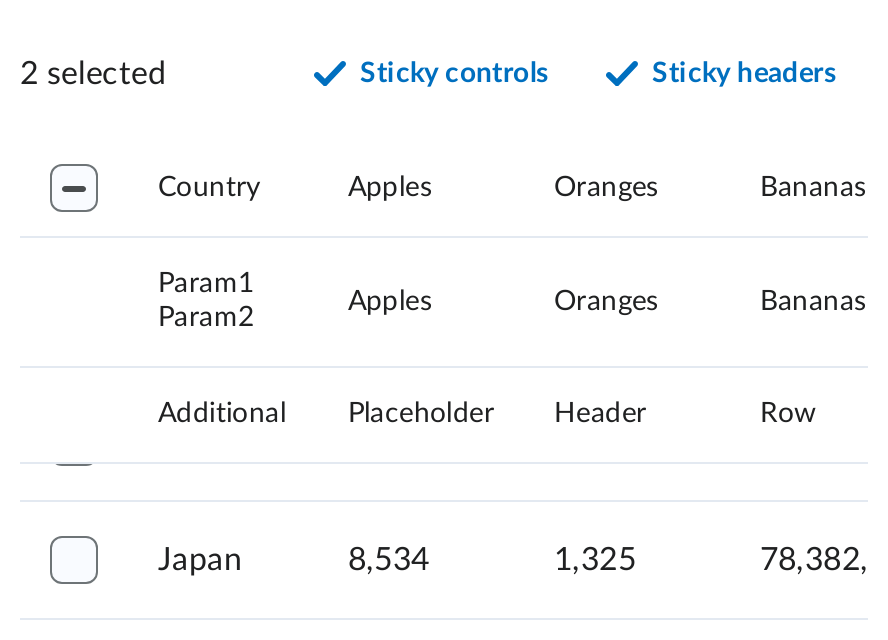 2 selected Sticky controls Sticky headers
Country Apples Oranges Bananas
Param1
Param2 Apples Oranges Bananas
Additional Placeholder Header Row
Japan 8,534 1,325 78,382,